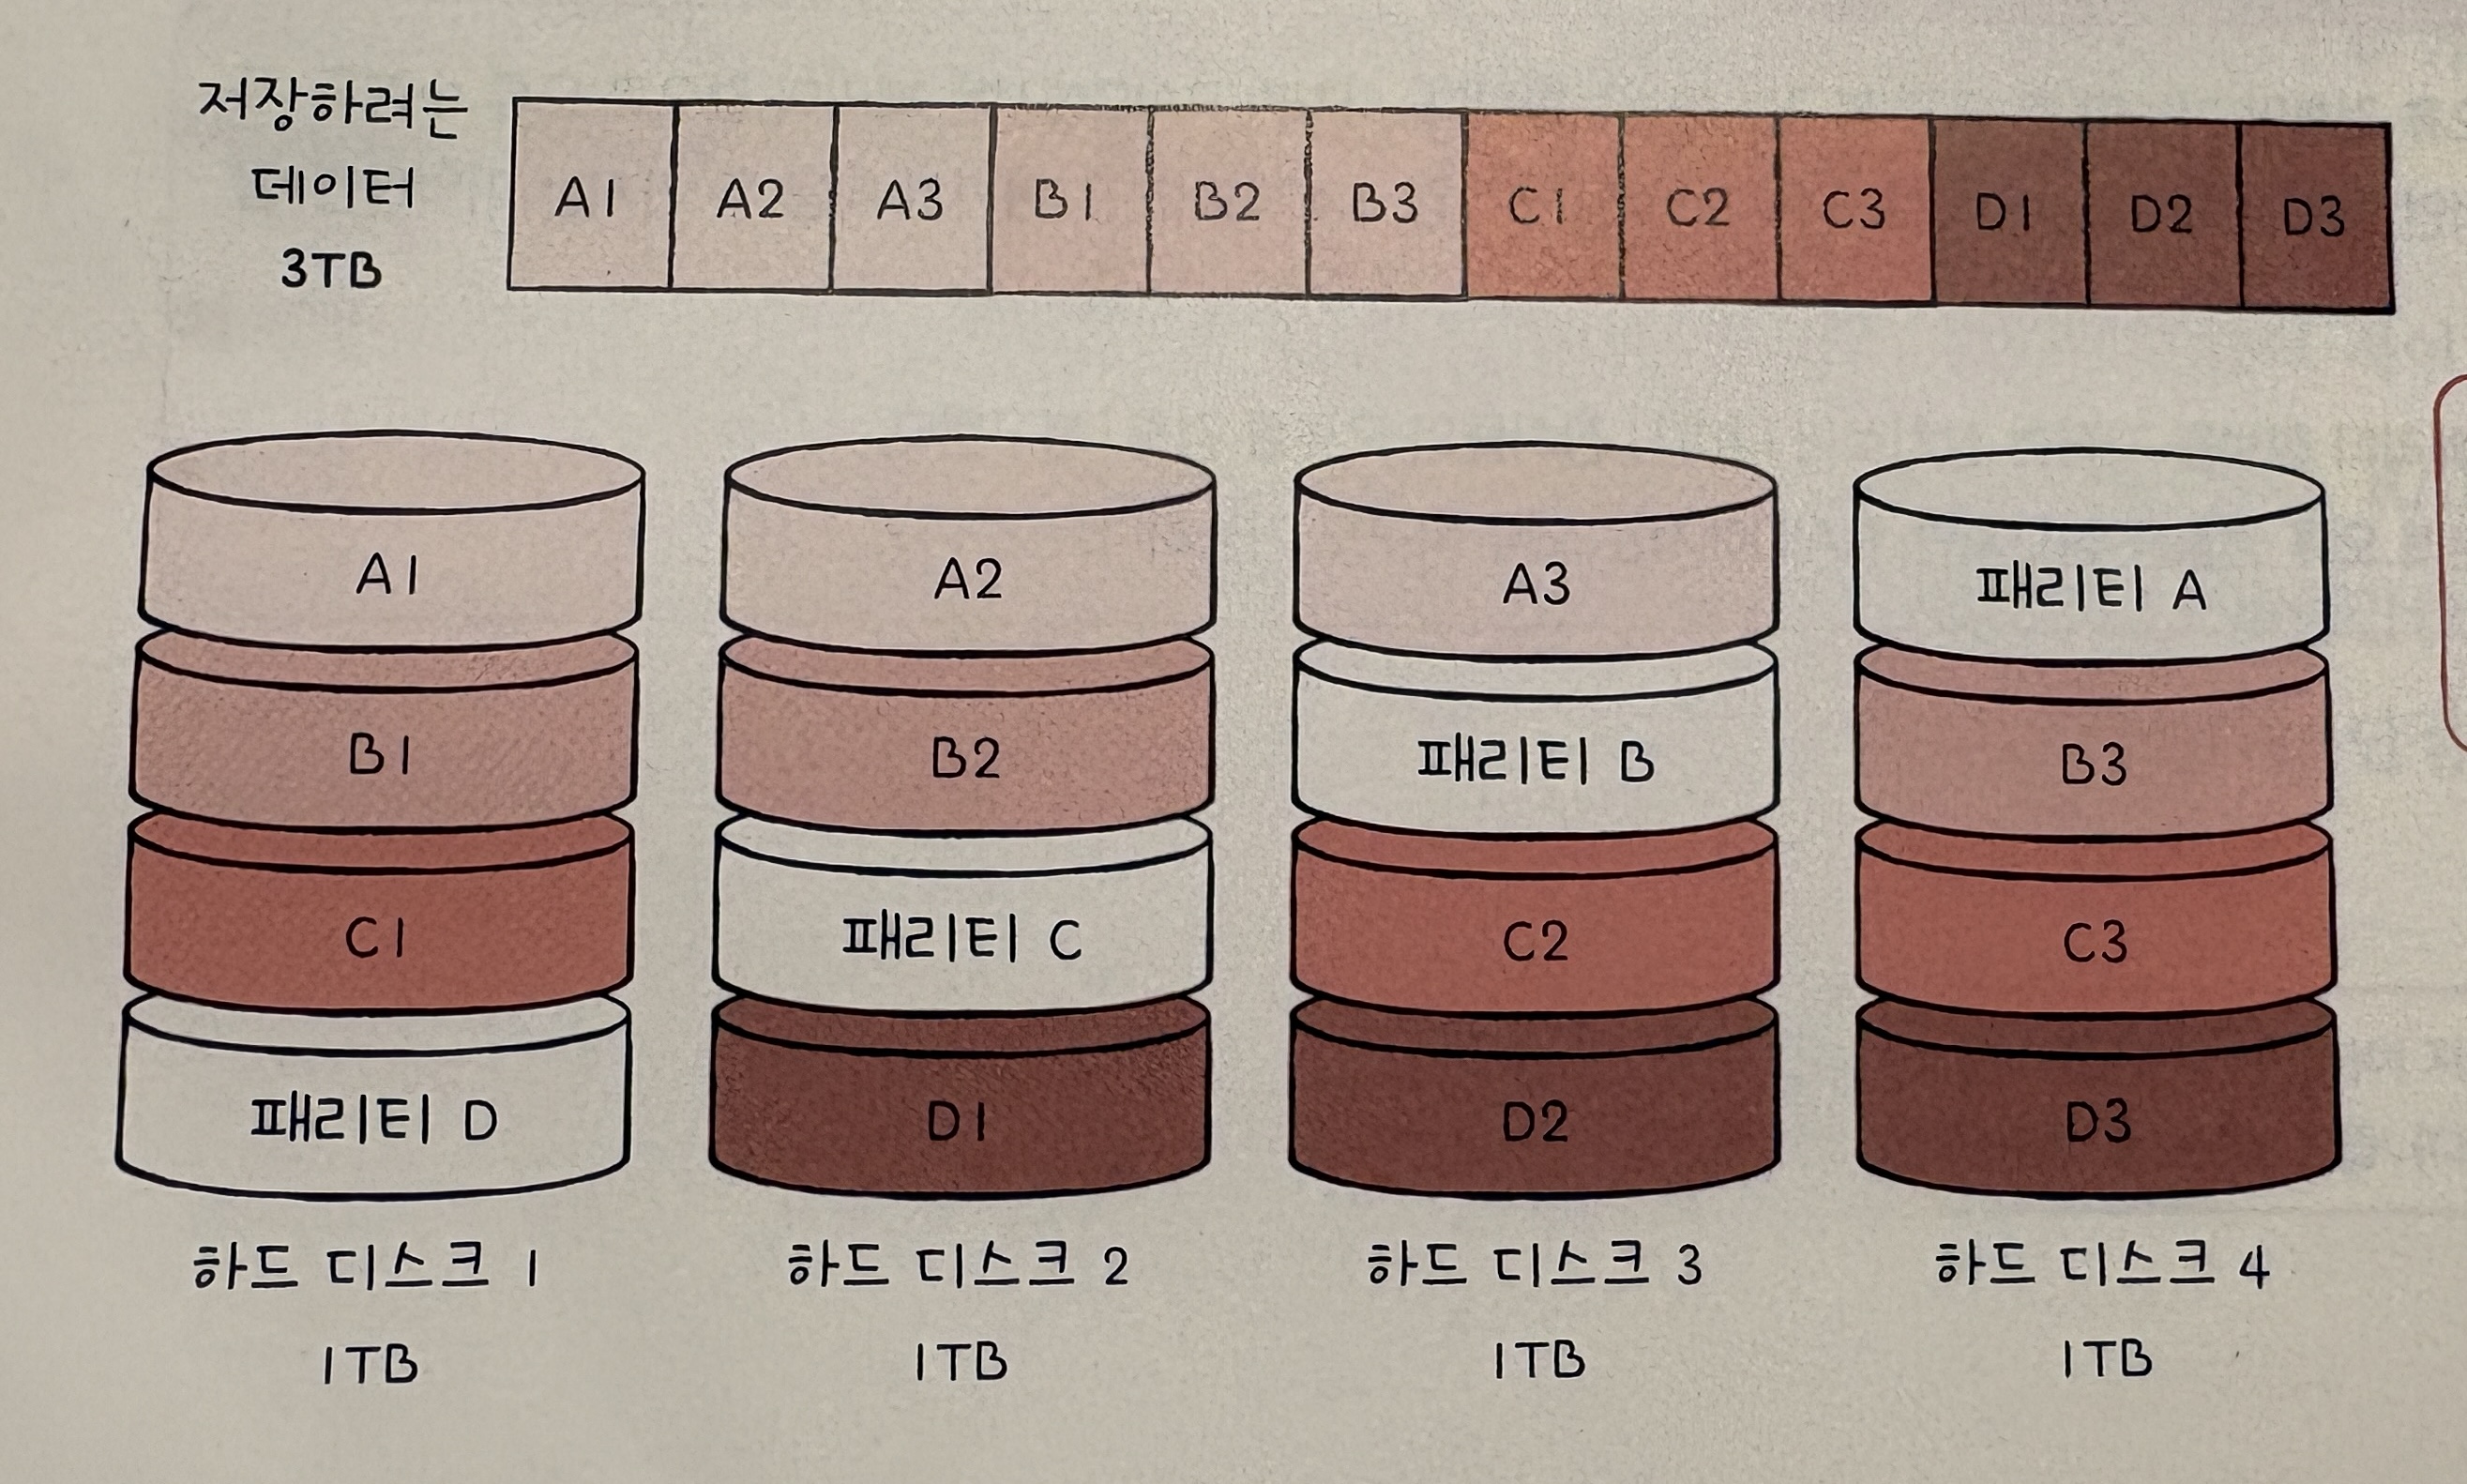 저장하려는
데이터
3TB
A1 A2 A3 B1 B2 B3 C1 C2 C3 D1 D2 D3
A1 A2 A3 패리티 A
B1 B2 패리티 B B3
C1 패리티 C C2 C3
패리티 D D1 D2 D3
하드 디스크 1 하드 디스크 2 하드 디스크 3 하드 디스크 4
1TB 1TB 1TB 1TB